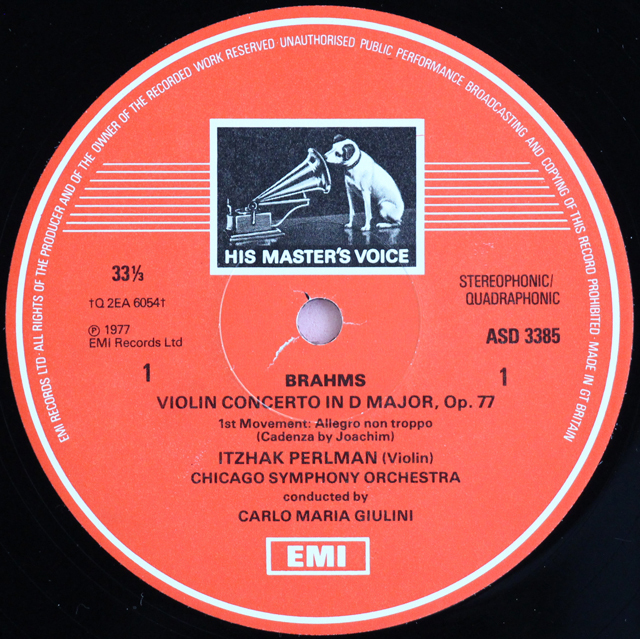 EMI RECORDS LTD · ALL RIGHTS OF THE PRODUCER AND OF THE OWNER OF THE RECORDED WORK RESERVED · UNAUTHORISED PUBLIC PERFORMANCE BROADCASTING AND COPYING OF THIS RECORD PROHIBITED · MADE IN GT BRITAIN
HIS MASTER'S VOICE
33⅓
†Q 2EA 6054†
Ⓟ 1977
EMI Records Ltd
1
STEREOPHONIC/
QUADRAPHONIC
ASD 3385
1
BRAHMS
VIOLIN CONCERTO IN D MAJOR, Op. 77
1st Movement: Allegro non troppo
(Cadenza by Joachim)
ITZHAK PERLMAN (Violin)
CHICAGO SYMPHONY ORCHESTRA
conducted by
CARLO MARIA GIULINI
EMI